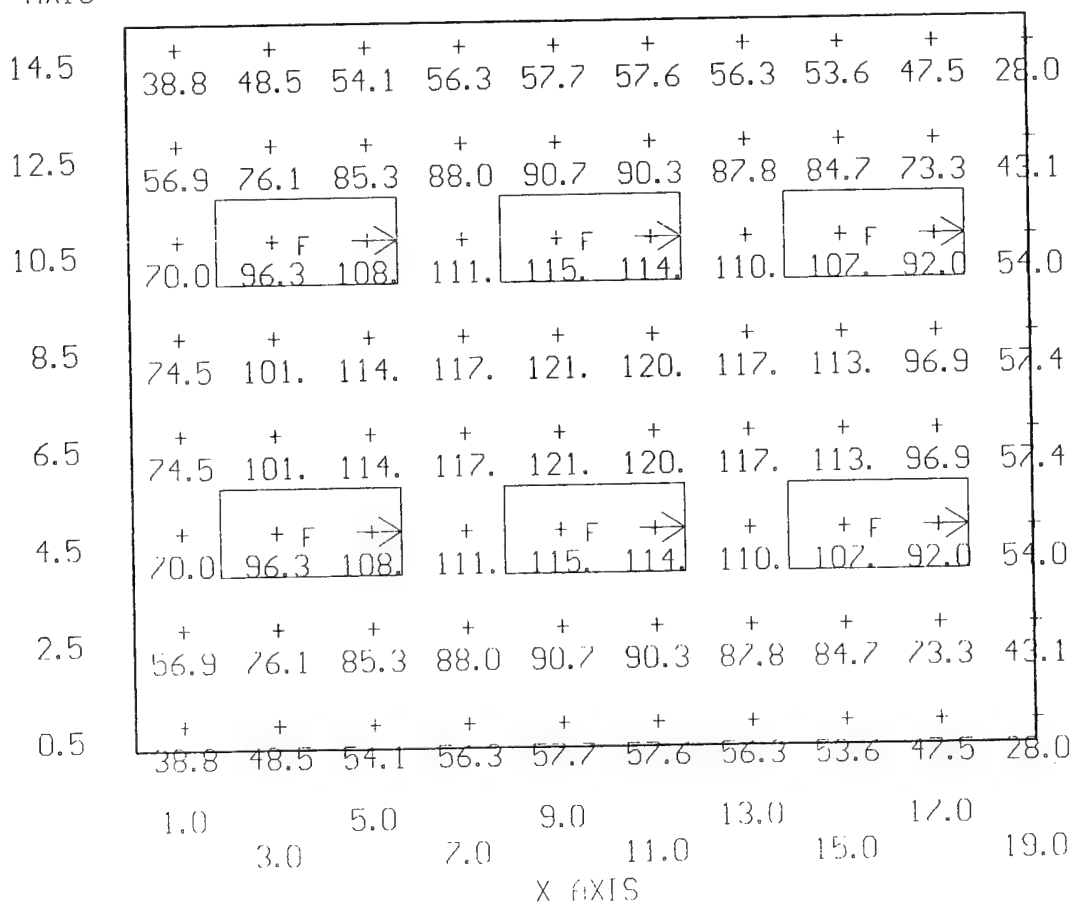 AXIS
14.5 38.8 48.5 54.1 56.3 57.7 57.6 56.3 53.6 47.5 28.0
12.5 56.9 76.1 85.3 88.0 90.7 90.3 87.8 84.7 73.3 43.1
F F F
10.5 70.0 96.3 108. 111. 115. 114. 110. 107. 92.0 54.0
8.5 74.5 101. 114. 117. 121. 120. 117. 113. 96.9 57.4
6.5 74.5 101. 114. 117. 121. 120. 117. 113. 96.9 57.4
F F F
4.5 70.0 96.3 108. 111. 115. 114. 110. 107. 92.0 54.0
2.5 56.9 76.1 85.3 88.0 90.7 90.3 87.8 84.7 73.3 43.1
0.5 38.8 48.5 54.1 56.3 57.7 57.6 56.3 53.6 47.5 28.0
1.0 5.0 9.0 13.0 17.0
3.0 7.0 11.0 15.0 19.0
X AXIS